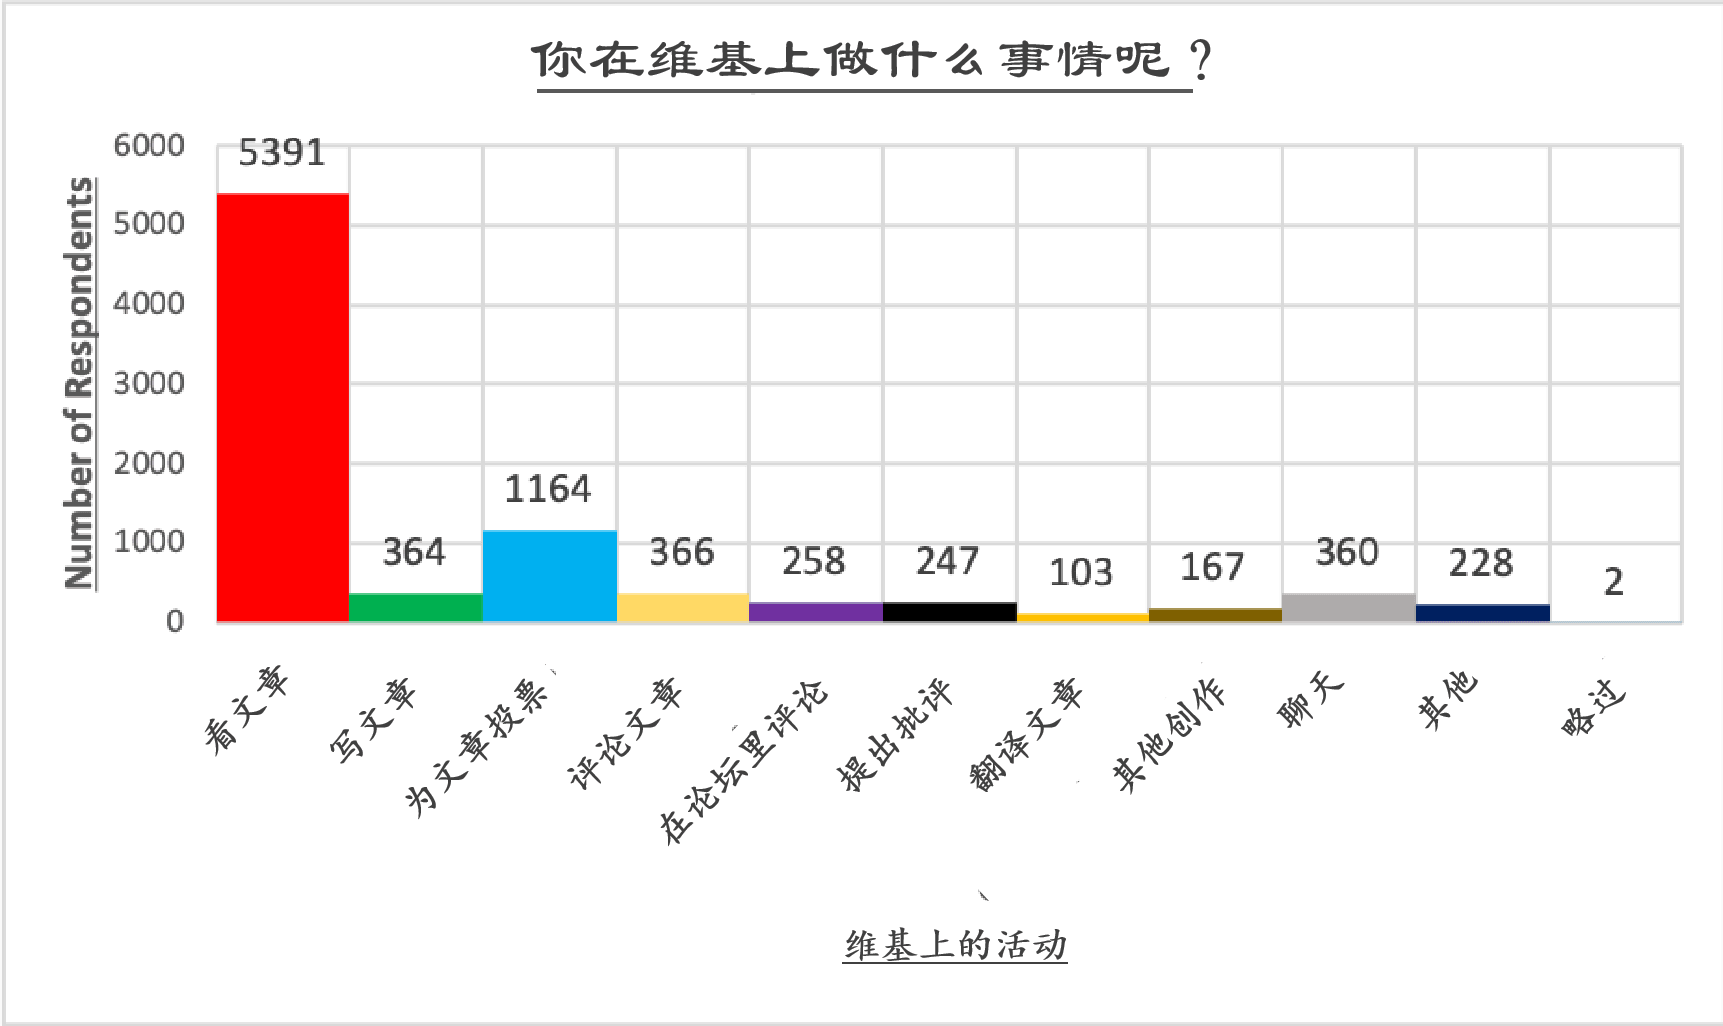 你在维基上做什么事情呢？
Number of Respondents
6000
5000
4000
3000
2000
1000
0
5391
364
1164
366
258
247
103
167
360
228
2
看文章
写文章
为文章投票
评论文章
在论坛里评论
提出批评
翻译文章
其他创作
聊天
其他
略过
维基上的活动